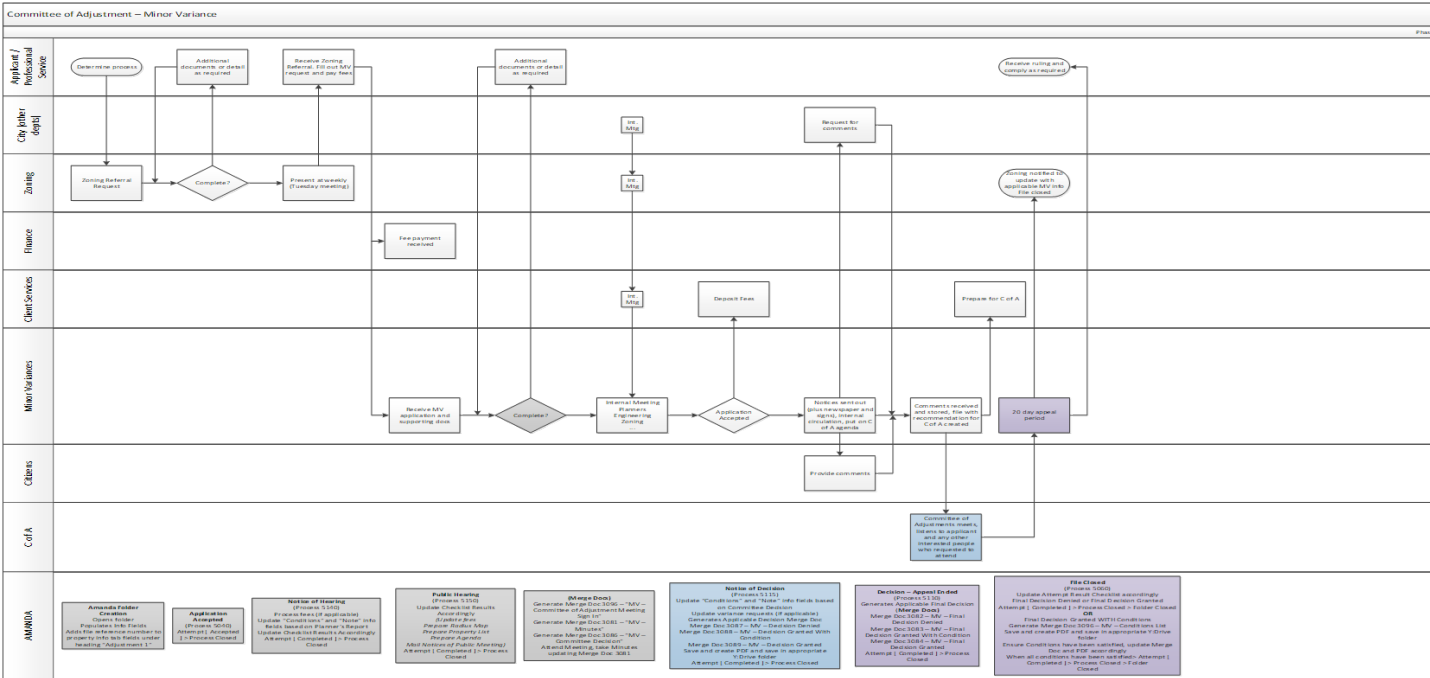 Committee of Adjustment – Minor Variance
Phas
Applicant /
Professional
Service
Determine process
Additional
documents or detail
as required
Receive Zoning
Referral. Fill out MV
request and pay fees
Additional
documents or detail
as required
Receive ruling and
comply as required
City (other
depts)
Int.
Mtg
Request for
comments
Zoning
Zoning Referral
Request
Complete?
Present at weekly
(Tuesday meeting)
Int.
Mtg
Zoning notified to
update with
applicable MV info
File closed
Finance
Fee payment
received
Client Services
Int.
Mtg
Deposit Fees
Prepare for C of A
Minor Variances
Receive MV
application and
supporting docs
Complete?
Internal Meeting
Planners
Engineering
Zoning
...
Application
Accepted
Notices sent out
(plus newspaper and
signs), internal
circulation, put on C
of A agenda
Comments received
and stored, file with
recommendation for
C of A created
20 day appeal
period
Citizens
Provide comments
C of A
Committee of
Adjustments meets,
listens to applicant
and any other
interested people
who requested to
attend
AMANDA
Amanda Folder
Creation
Opens folder
Populates Info Fields
Adds file reference number to
property info tab fields under
heading "Adjustment 1"
Application
Accepted
(Process 5040)
Attempt | Accepted
| > Process Closed
Notice of Hearing
(Process 5140)
Process fees (if applicable)
Update "Conditions" and "Note" info
fields based on Planner's Report
Update Checklist Results Accordingly
Attempt | Completed | > Process
Closed
Public Hearing
(Process 5150)
Update Checklist Results
Accordingly
(Update fees
Prepare Radius Map
Prepare Property List
Prepare Agenda
Mail Notices of Public Meeting)
Attempt | Completed | > Process
Closed
(Merge Docs)
Generate Merge Doc 3096 – "MV –
Committee of Adjustment Meeting
Sign In"
Generate Merge Doc 3081 – "MV –
Minutes"
Generate Merge Doc 3086 – "MV –
Committee Decision"
Attend Meeting, take Minutes
updating Merge Doc 3081
Notice of Decision
(Process 5115)
Update "Conditions" and "Note" info fields based
on Committee Decision
Update variance requests (if applicable)
Generates Applicable Decision Merge Doc
Merge Doc 3087 – MV – Decision Denied
Merge Doc 3088 – MV – Decision Granted With
Condition
Merge Doc 3089 – MV – Decision Granted
Save and create PDF and save in appropriate
Y:Drive folder
Attempt | Completed | > Process Closed
Decision – Appeal Ended
(Process 5130)
Generates Applicable Final Decision
(Merge Docs)
Merge Doc 3082 – MV – Final
Decision Denied
Merge Doc 3083 – MV – Final
Decision Granted With Condition
Merge Doc 3084 – MV – Final
Decision Granted
Attempt | Completed | > Process
Closed
File Closed
(Process 5060)
Update Attempt Result Checklist accordingly
Final Decision Denied or Final Decision Granted
Attempt | Completed | > Process Closed > Folder Closed
OR
Final Decision Granted WITH Conditions
Generate Merge Doc 3096 – MV – Conditions List
Save and create PDF and save in appropriate Y:Drive
folder
Ensure Conditions have been satisfied, update Merge
Doc and PDF accordingly
When all conditions have been satisfied> Attempt |
Completed | > Process Closed > Folder
Closed